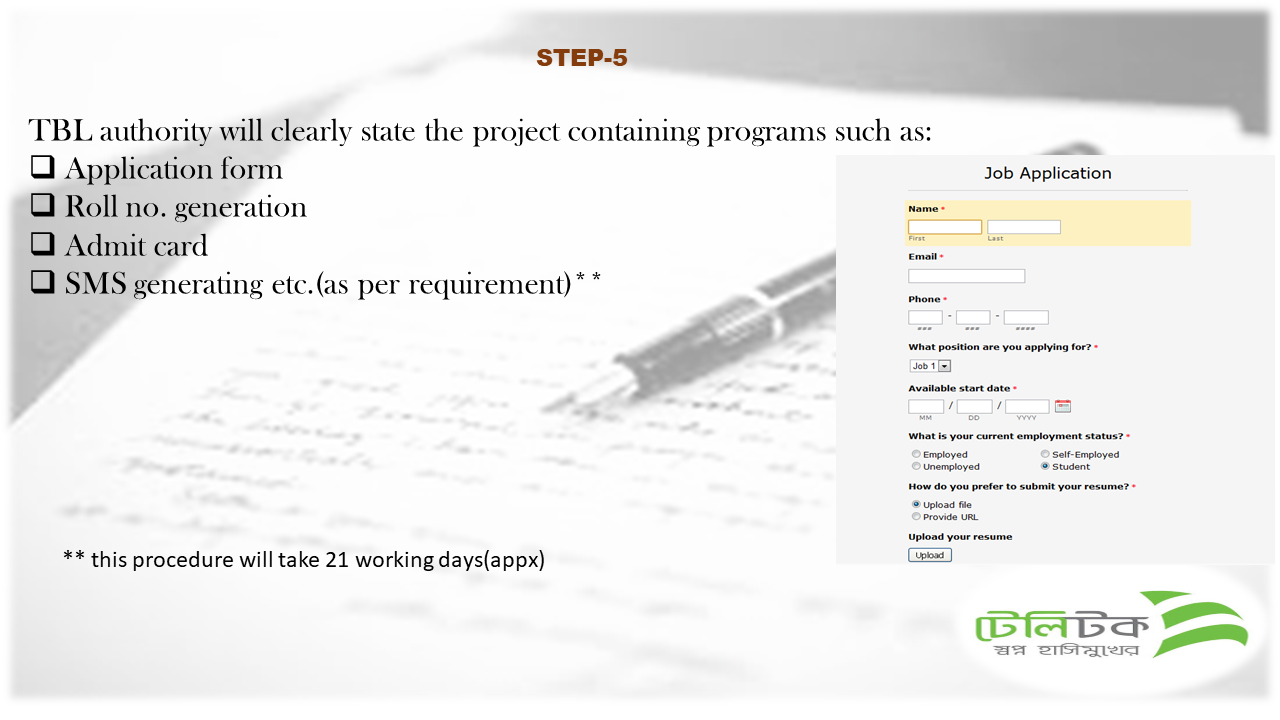 STEP-5
TBL authority will clearly state the project containing programs such as:
❑ Application form
❑ Roll no. generation
❑ Admit card
❑ SMS generating etc.(as per requirement)**
** this procedure will take 21 working days(appx)
Job Application
Name *
First Last
Email *
Phone *
- -
### ### ####
What position are you applying for? *
Job 1
Available start date *
/ /
MM DD YYYY
What is your current employment status? *
Employed Self-Employed
Unemployed Student
How do you prefer to submit your resume? *
Upload file
Provide URL
Upload your resume
Upload
টেলিটক
স্বপ্ন হাসিমুখের